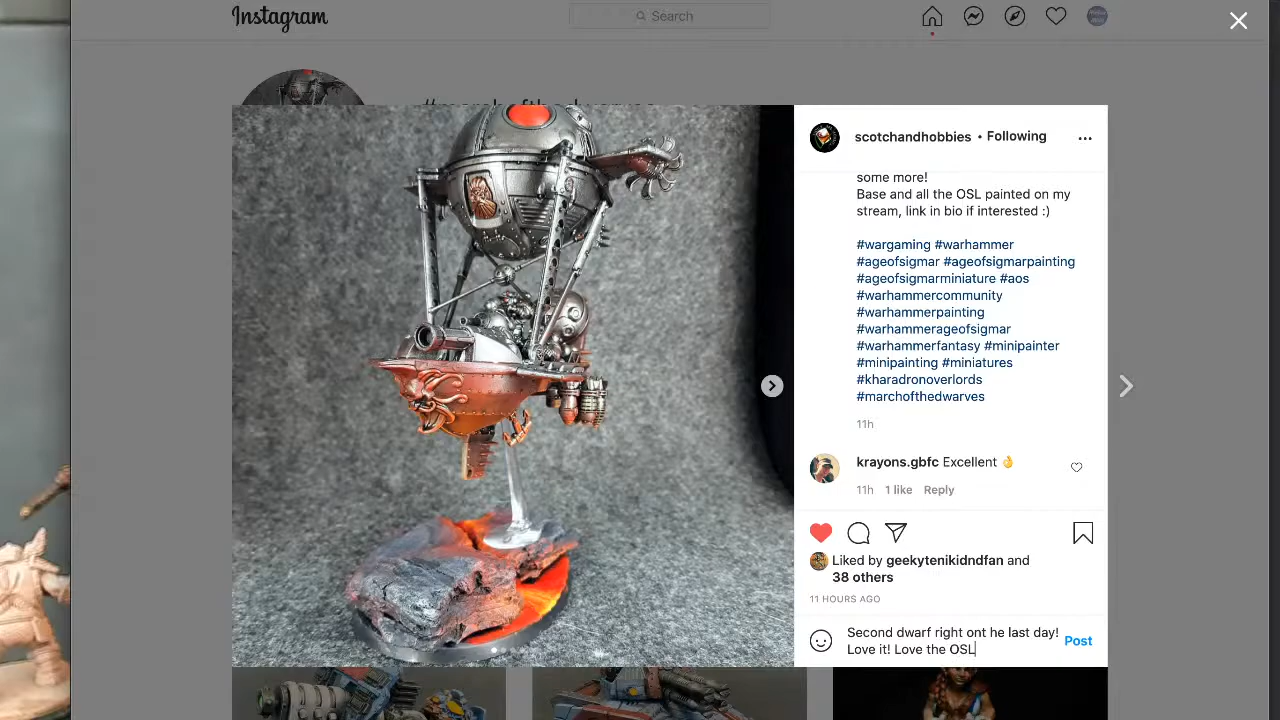 Instagram
Search
#marchofthedwarves
scotchandhobbies • Following
some more!
Base and all the OSL painted on my
stream, link in bio if interested :)
#wargaming #warhammer
#ageofsigmar #ageofsigmarpainting
#ageofsigmarminiature #aos
#warhammercommunity
#warhammerpainting
#warhammerageofsigmar
#warhammerfantasy #minipainter
#minipainting #miniatures
#kharadronoverlords
#marchofthedwarves
11h
krayons.gbfc Excellent 👌
11h 1 like Reply
Liked by geekytenikidndfan and
38 others
11 HOURS AGO
Second dwarf right ont he last day!
Love it! Love the OSL
Post